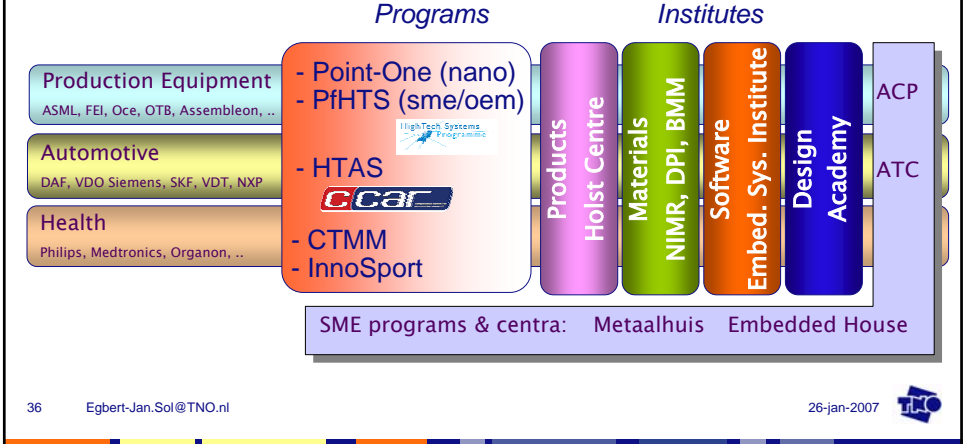 Programs
Institutes
Production Equipment
ASML, FEI, Oce, OTB, Assembleon, ..
Automotive
DAF, VDO Siemens, SKF, VDT, NXP
Health
Philips, Medtronics, Organon, ..
- Point-One (nano)
- PfHTS (sme/oem)
High Tech Systems
Programme
- HTAS
CCar
- CTMM
- InnoSport
Products
Holst Centre
Materials
NIMR, DPI, BMM
Software
Embed. Sys. Institute
Design
Academy
ACP
ATC
SME programs & centra: Metaalhuis Embedded House
36 Egbert-Jan.Sol@TNO.nl 26-jan-2007
TNO